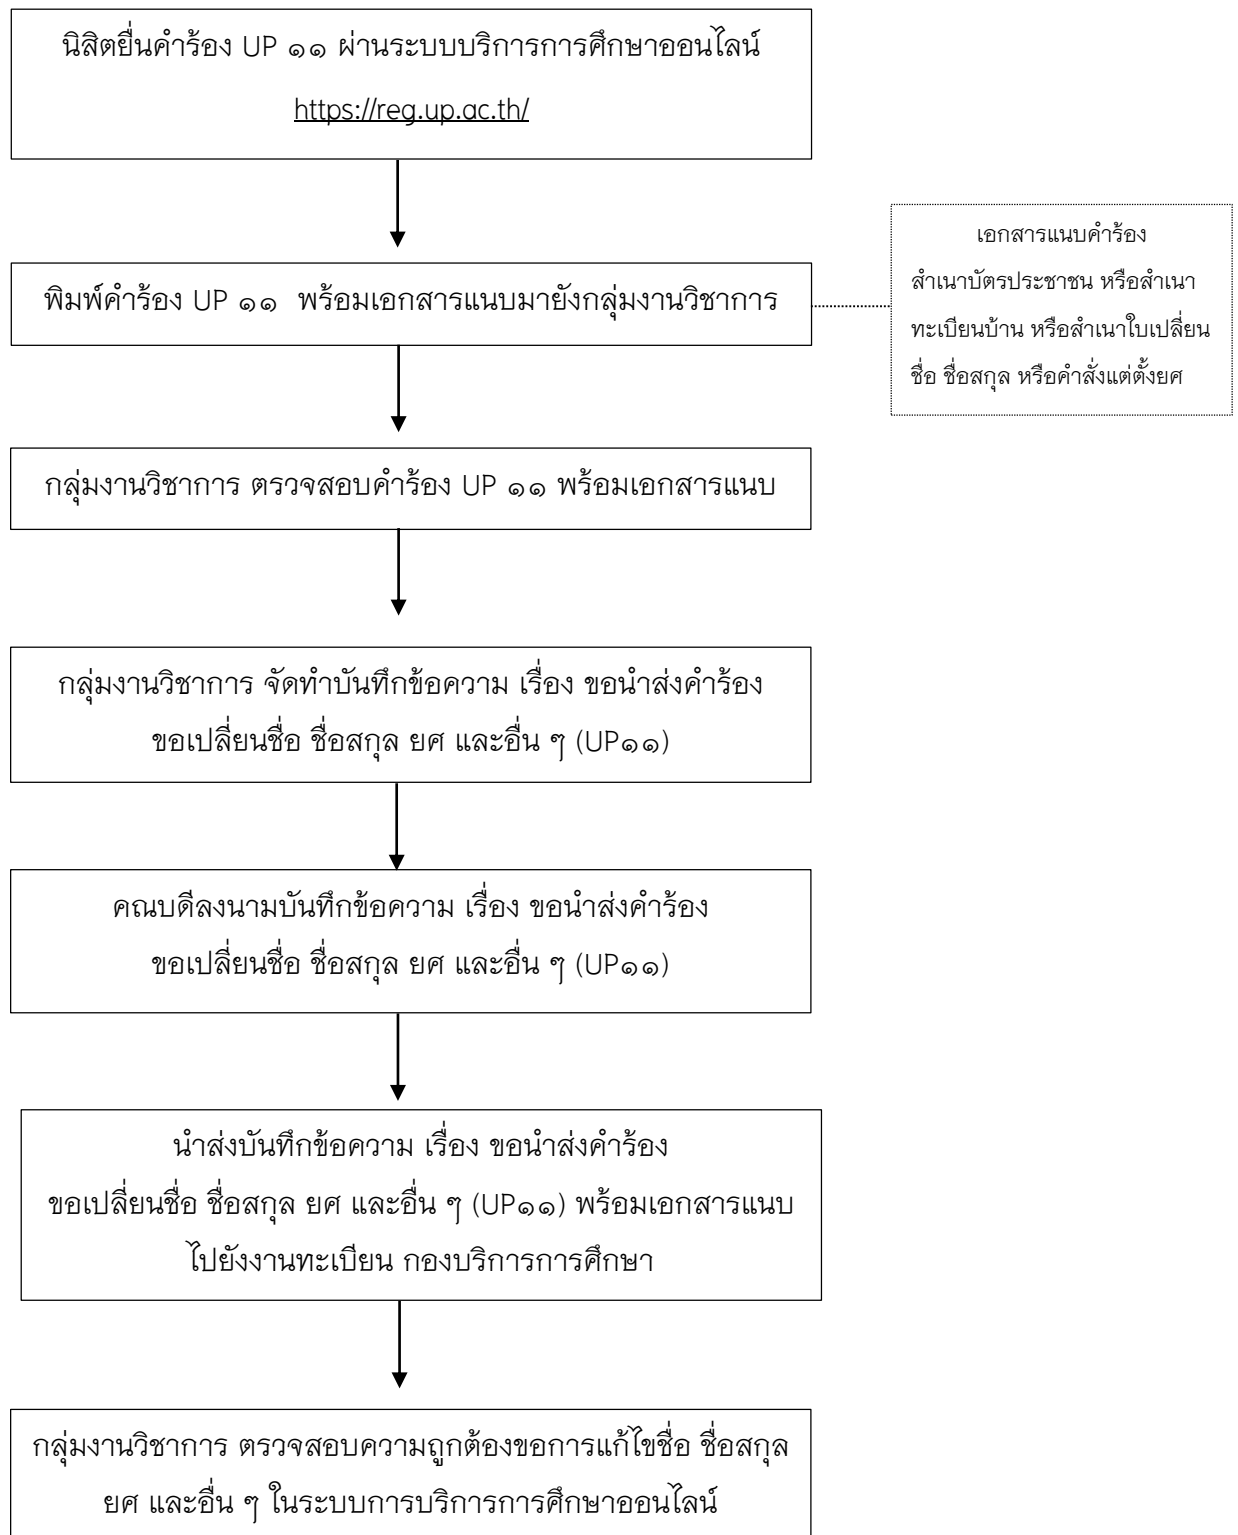 นิสิตยื่นคำร้อง UP ๑๑ ผ่านระบบบริการการศึกษาออนไลน์
https://reg.up.ac.th/
พิมพ์คำร้อง UP ๑๑ พร้อมเอกสารแนบมายังกลุ่มงานวิชาการ
เอกสารแนบคำร้อง
สำเนาบัตรประชาชน หรือสำเนา
ทะเบียนบ้าน หรือสำเนาใบเปลี่ยน
ชื่อ ชื่อสกุล หรือคำสั่งแต่ตั้งยศ
กลุ่มงานวิชาการ ตรวจสอบคำร้อง UP ๑๑ พร้อมเอกสารแนบ
กลุ่มงานวิชาการ จัดทำบันทึกข้อความ เรื่อง ขอนำส่งคำร้อง
ขอเปลี่ยนชื่อ ชื่อสกุล ยศ และอื่น ๆ (UP๑๑)
คณบดีลงนามบันทึกข้อความ เรื่อง ขอนำส่งคำร้อง
ขอเปลี่ยนชื่อ ชื่อสกุล ยศ และอื่น ๆ (UP๑๑)
นำส่งบันทึกข้อความ เรื่อง ขอนำส่งคำร้อง
ขอเปลี่ยนชื่อ ชื่อสกุล ยศ และอื่น ๆ (UP๑๑) พร้อมเอกสารแนบ
ไปยังงานทะเบียน กองบริการการศึกษา
กลุ่มงานวิชาการ ตรวจสอบความถูกต้องขอการแก้ไขชื่อ ชื่อสกุล
ยศ และอื่น ๆ ในระบบการบริการการศึกษาออนไลน์